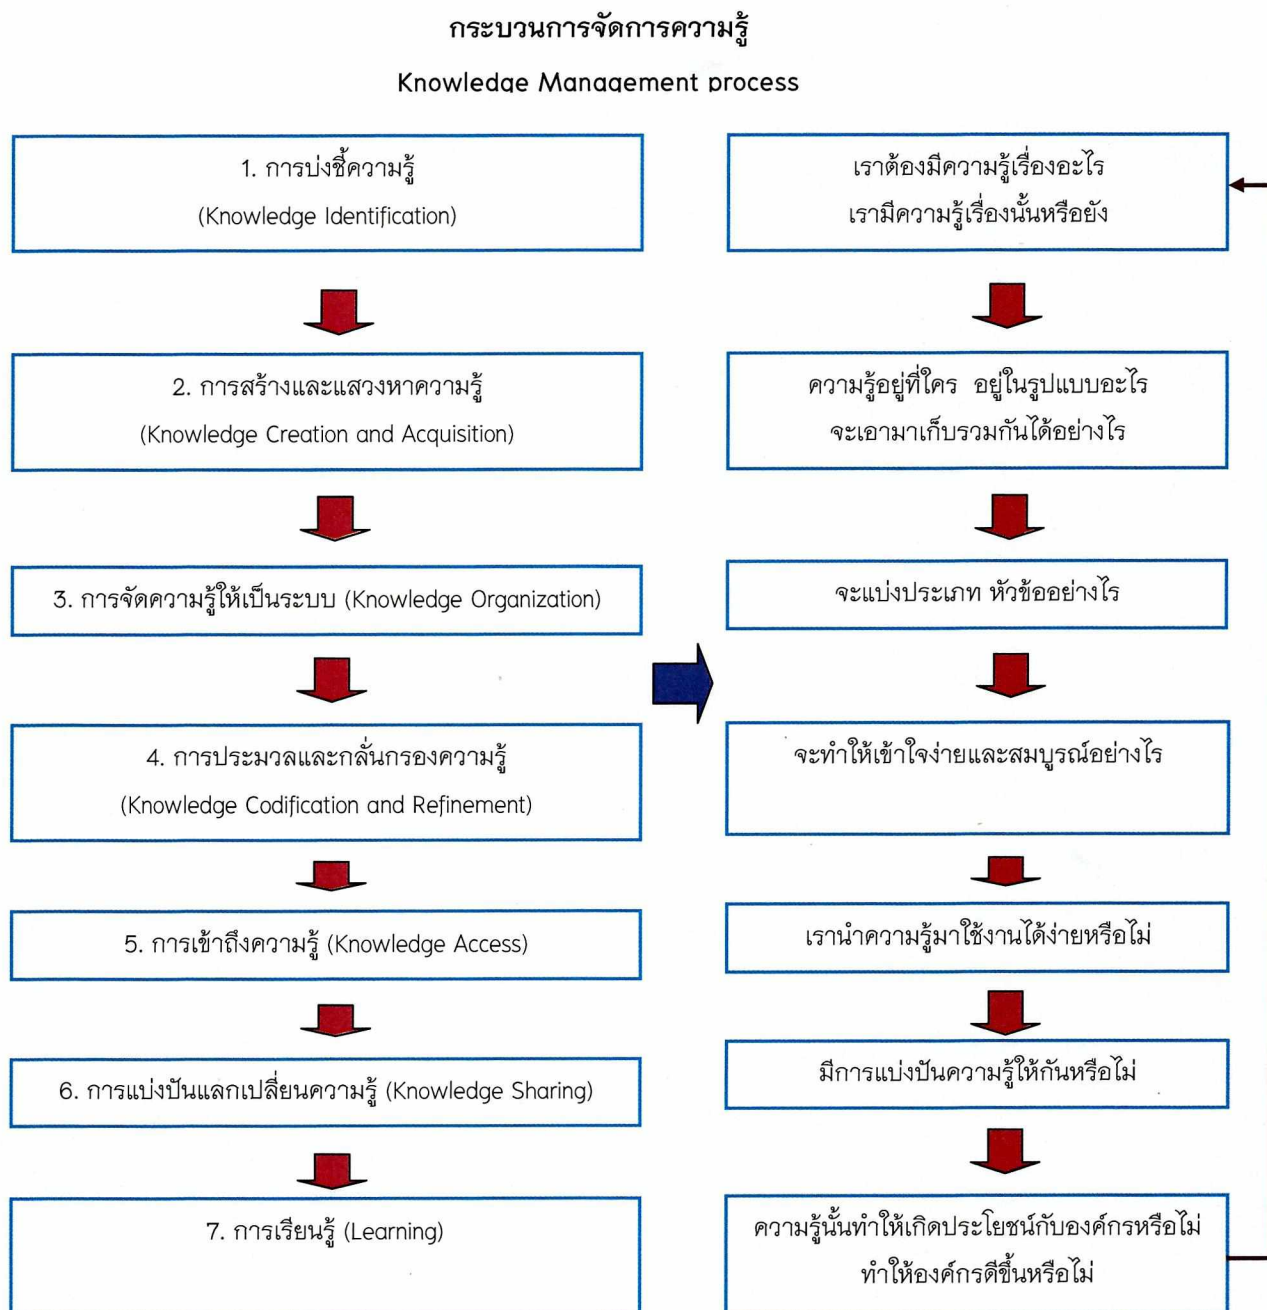 กระบวนการจัดการความรู้
Knowledge Management process
1. การบ่งชี้ความรู้
(Knowledge Identification)
2. การสร้างและแสวงหาความรู้
(Knowledge Creation and Acquisition)
3. การจัดความรู้ให้เป็นระบบ (Knowledge Organization)
4. การประมวลและกลั่นกรองความรู้
(Knowledge Codification and Refinement)
5. การเข้าถึงความรู้ (Knowledge Access)
6. การแบ่งปันแลกเปลี่ยนความรู้ (Knowledge Sharing)
7. การเรียนรู้ (Learning)
เราต้องมีความรู้เรื่องอะไร
เรามีความรู้เรื่องนั้นหรือยัง
ความรู้อยู่ที่ใคร อยู่ในรูปแบบอะไร
จะเอามาเก็บรวมกันได้อย่างไร
จะแบ่งประเภท หัวข้ออย่างไร
จะทำให้เข้าใจง่ายและสมบูรณ์อย่างไร
เรานำความรู้มาใช้งานได้ง่ายหรือไม่
มีการแบ่งปันความรู้ให้กันหรือไม่
ความรู้นั้นทำให้เกิดประโยชน์กับองค์กรหรือไม่
ทำให้องค์กรดีขึ้นหรือไม่